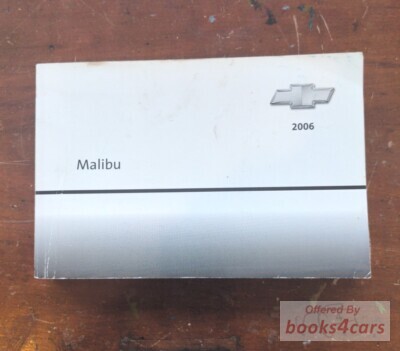 2006
Malibu
Offered By
books4cars